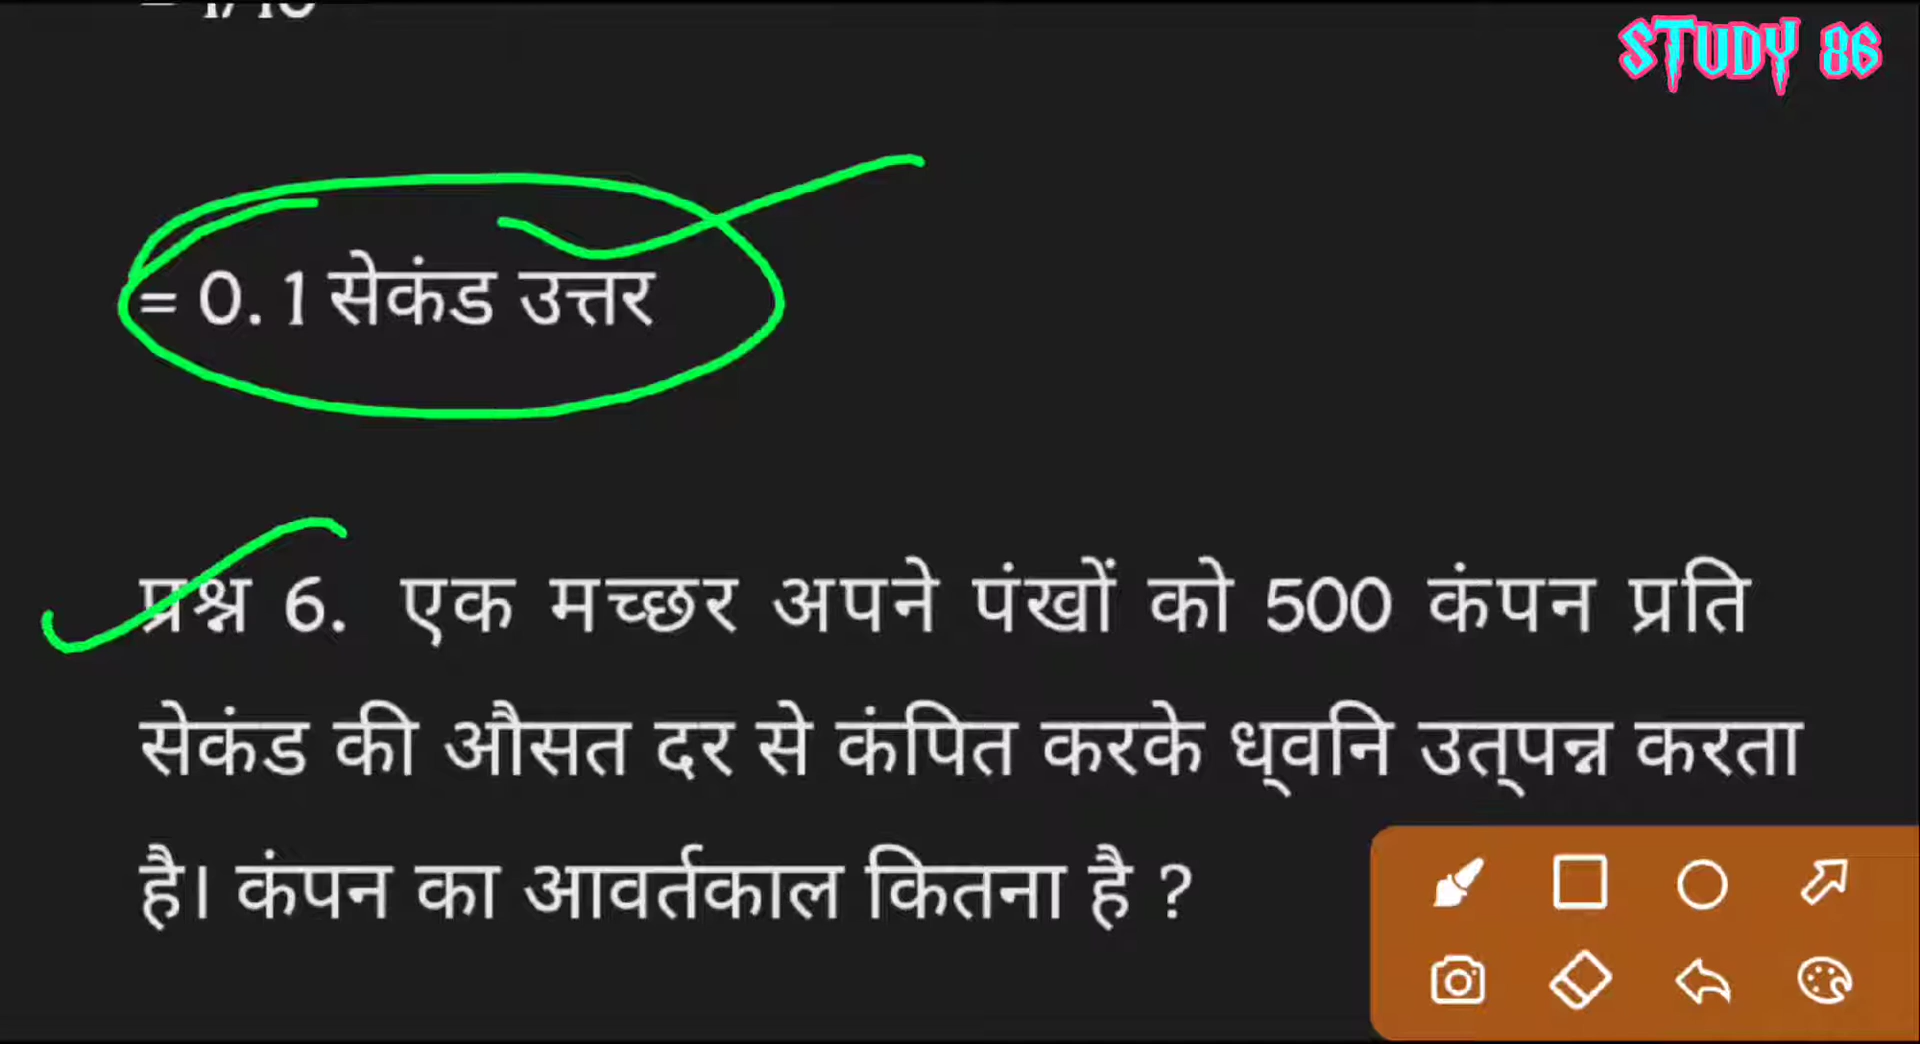 STUDY 86
= 0. 1 सेकंड उत्तर
प्रश्न 6. एक मच्छर अपने पंखों को 500 कंपन प्रति
सेकंड की औसत दर से कंपित करके ध्‌वनि उत्‌पन्न करता
है। कंपन का आवर्तकाल कितना है ?